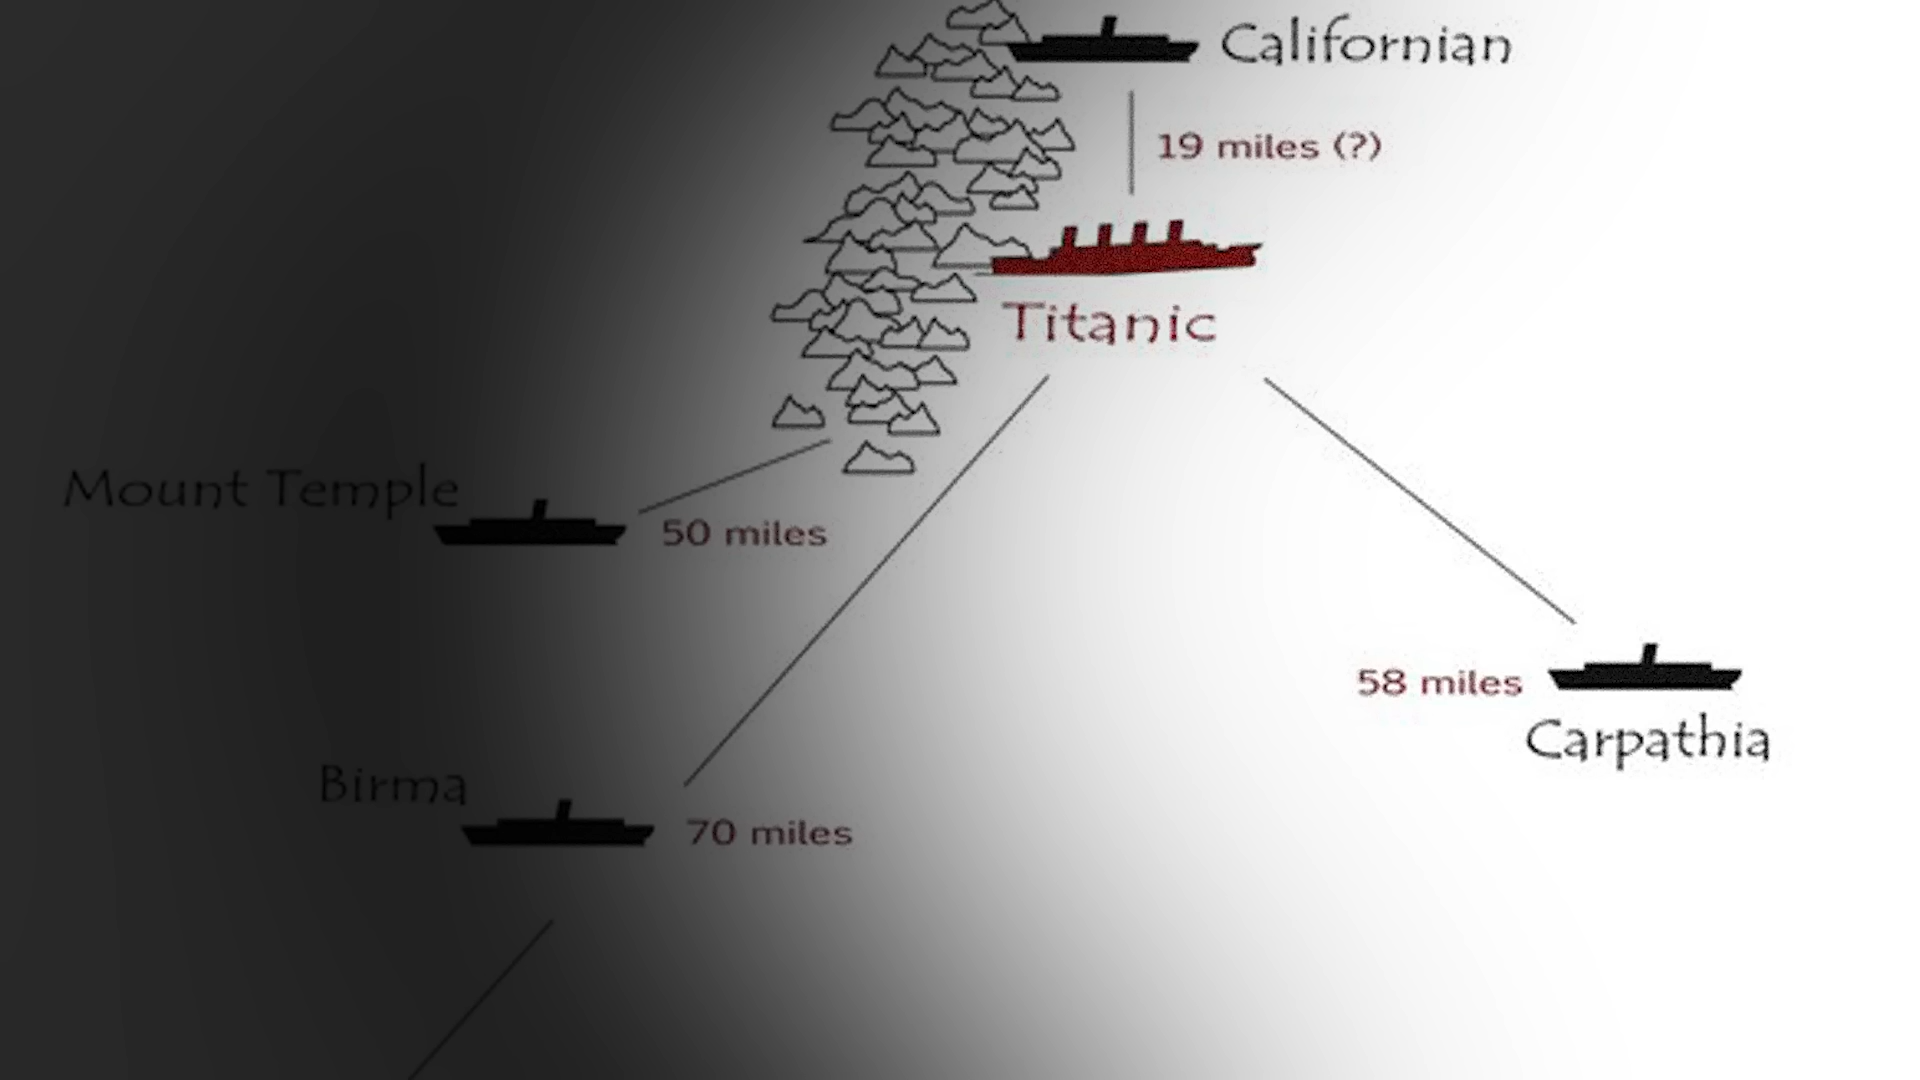 Californian
19 miles (?)
Titanic
Mount Temple
50 miles
58 miles
Carpathia
Birma
70 miles